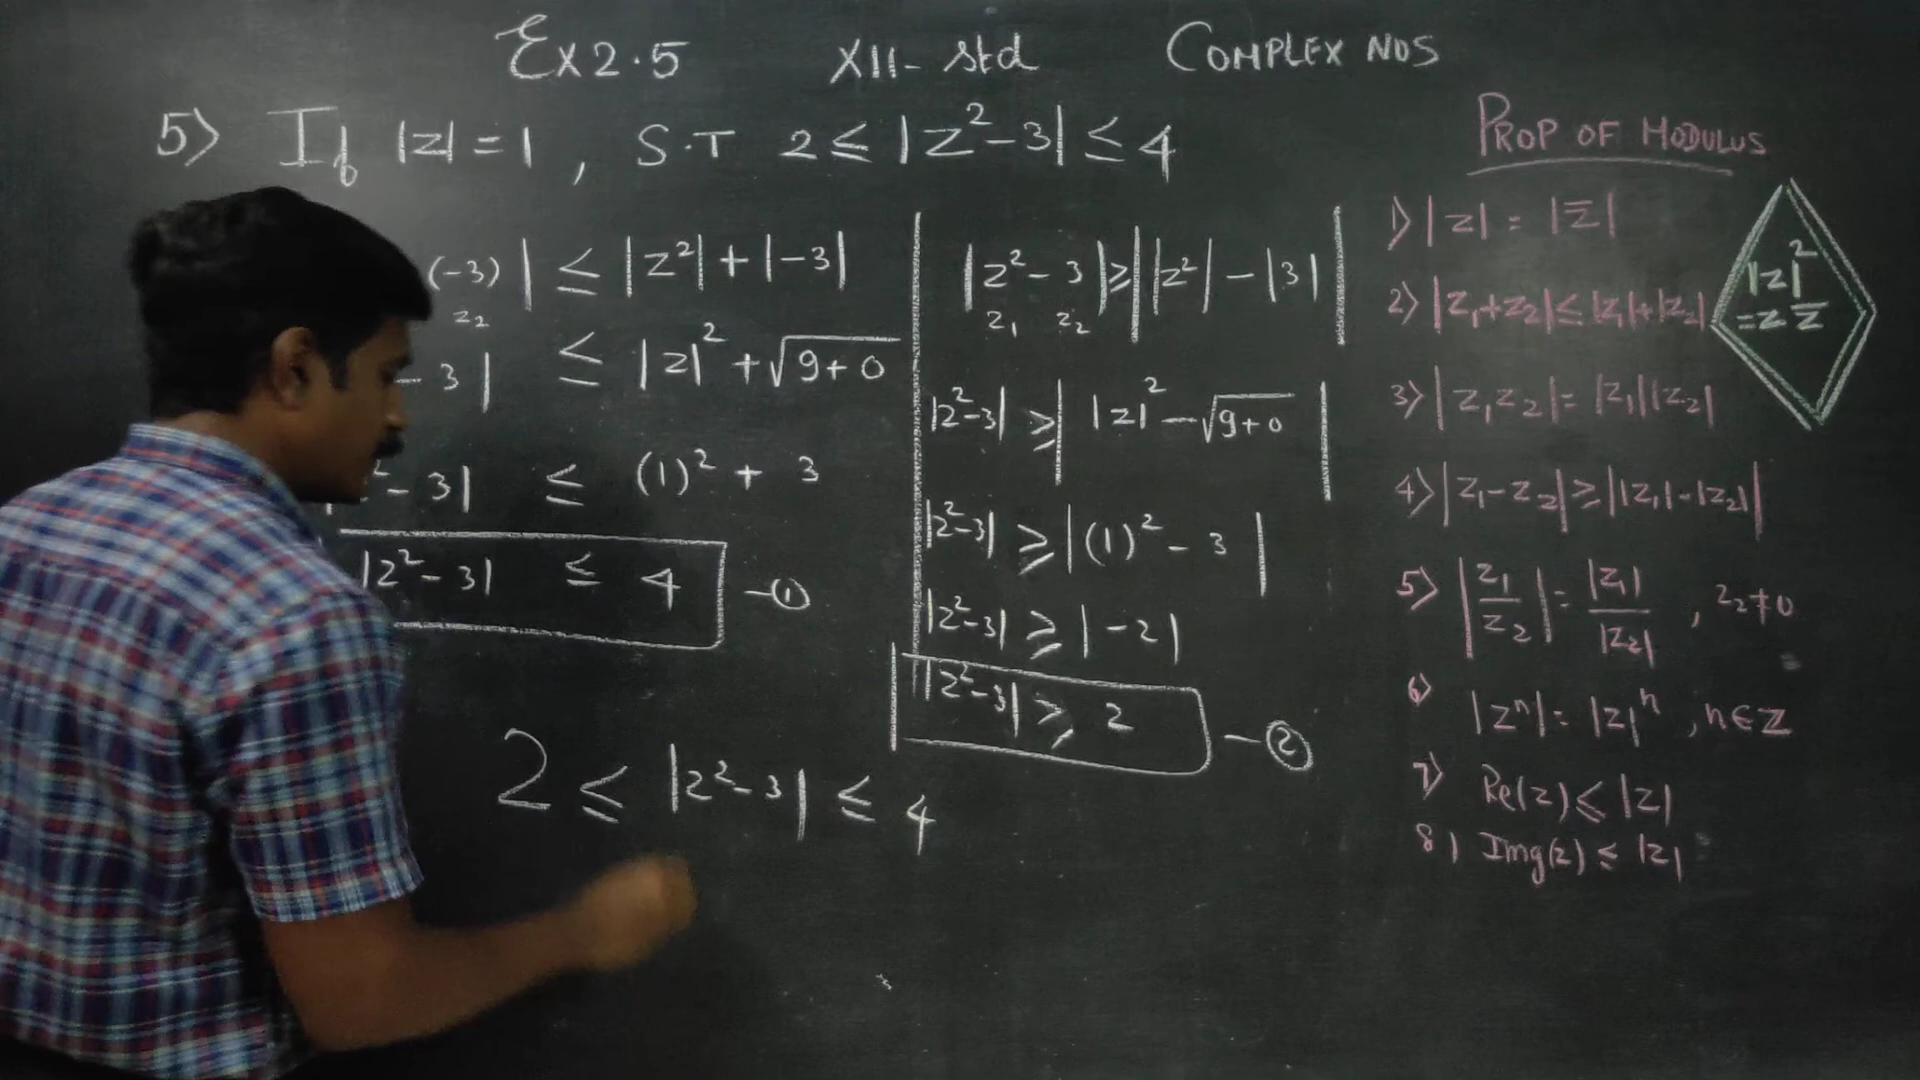 Ex 2.5 XII- std COMPLEX NOS
5) If |z| = 1 , S.T 2 ≤ |z²-3| ≤ 4
(-3) | ≤ |z²| + |-3|
z₂
- 3 | ≤ |z|² + √9+0
²- 3| ≤ (1)² + 3
|z²- 3| ≤ 4 -①
|z²- 3| ≥ ||z²| - |3||
z₁ z₂
|z²-3| ≥ | |z|² - √9+0 |
|z²-3| ≥ |(1)² - 3 |
|z²-3| ≥ |-2|
|z²-3| ≥ 2 -②
2 ≤ |z²-3| ≤ 4
PROP OF MODULUS
1) |z| = |z̅|
2) |z₁+z₂| ≤ |z₁|+|z₂|
3) |z₁z₂| = |z₁||z₂|
4) |z₁-z₂| ≥ ||z₁|-|z₂||
5) |z₁/z₂| = |z₁|/|z₂| , z₂≠0
6) |zⁿ| = |z|ⁿ , n∈Z
7) Re(z) ≤ |z|
8) Img(z) ≤ |z|
|z|²
= z z̅